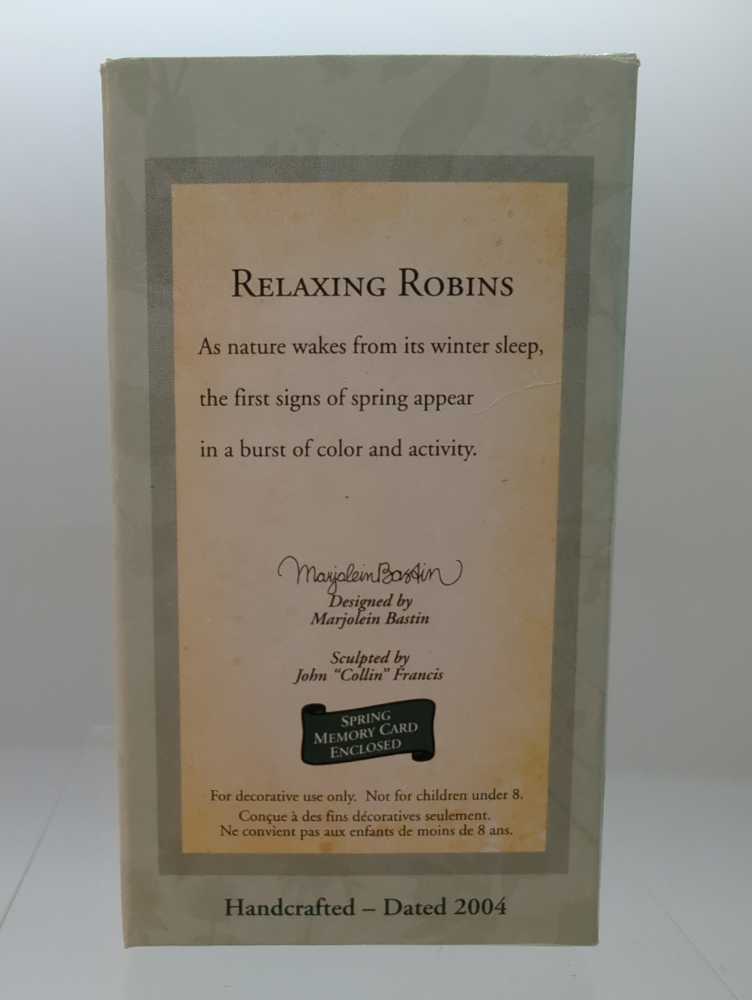 Relaxing Robins
As nature wakes from its winter sleep,
the first signs of spring appear
in a burst of color and activity.
Marjolein Bastin
Designed by
Marjolein Bastin
Sculpted by
John “Collin” Francis
Spring
Memory Card
Enclosed
For decorative use only. Not for children under 8.
Conçue à des fins décoratives seulement.
Ne convient pas aux enfants de moins de 8 ans.
Handcrafted – Dated 2004